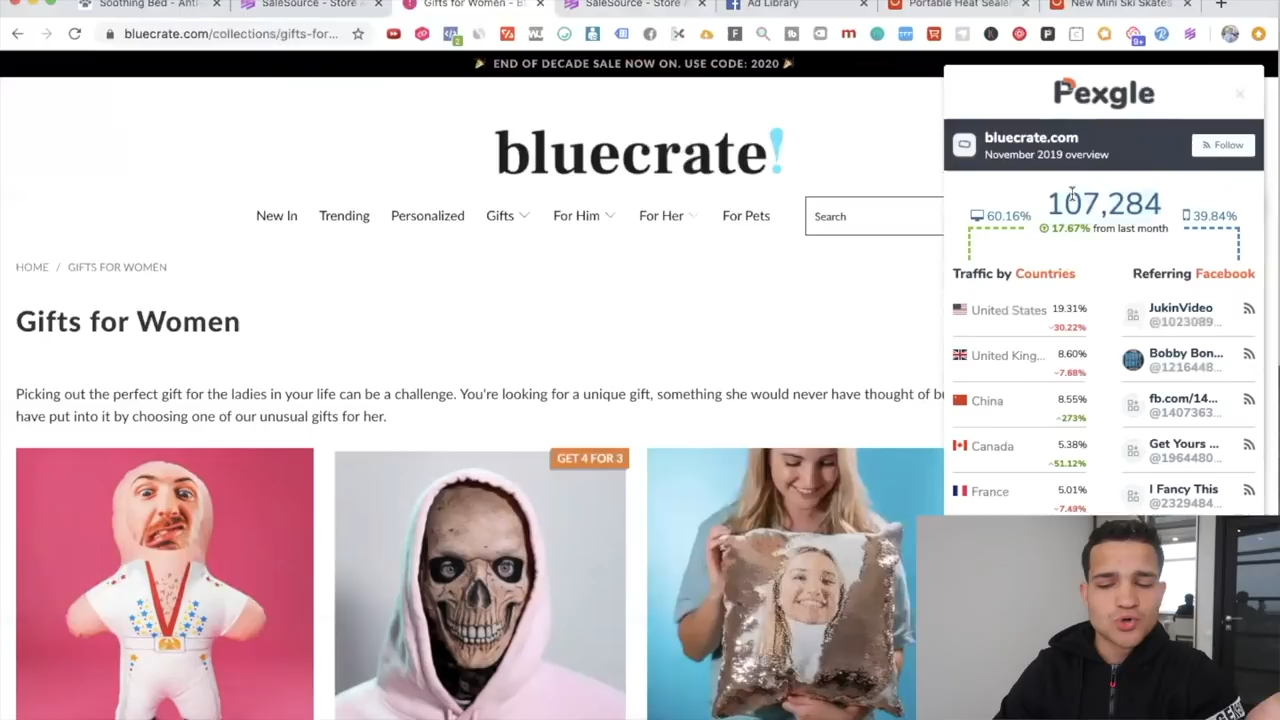 Soothing Bed - Anti-
SalesSource - Store
Gifts for Women - B
SaleSource - Store
Ad Library
Portable Heat Sealer
New Mini Ski Skates
bluecrate.com/collections/gifts-for...
END OF DECADE SALE NOW ON. USE CODE: 2020
bluecrate!
New In
Trending
Personalized
Gifts
For Him
For Her
For Pets
Search
HOME / GIFTS FOR WOMEN
Gifts for Women
Picking out the perfect gift for the ladies in your life can be a challenge. You're looking for a unique gift, something she would never have thought of bu
have put into it by choosing one of our unusual gifts for her.
GET 4 FOR 3
Pexgle
bluecrate.com
November 2019 overview
Follow
60.16%
107,284
39.84%
17.67% from last month
Traffic by Countries
Referring Facebook
United States 19.31%
-30.22%
United King... 8.60%
-7.68%
China 8.55%
273%
Canada 5.38%
51.12%
France 5.01%
-7.49%
JukinVideo
@1023089...
Bobby Bon...
@1216448...
fb.com/14...
@1407363...
Get Yours ...
@1964480...
I Fancy This
@2329484...